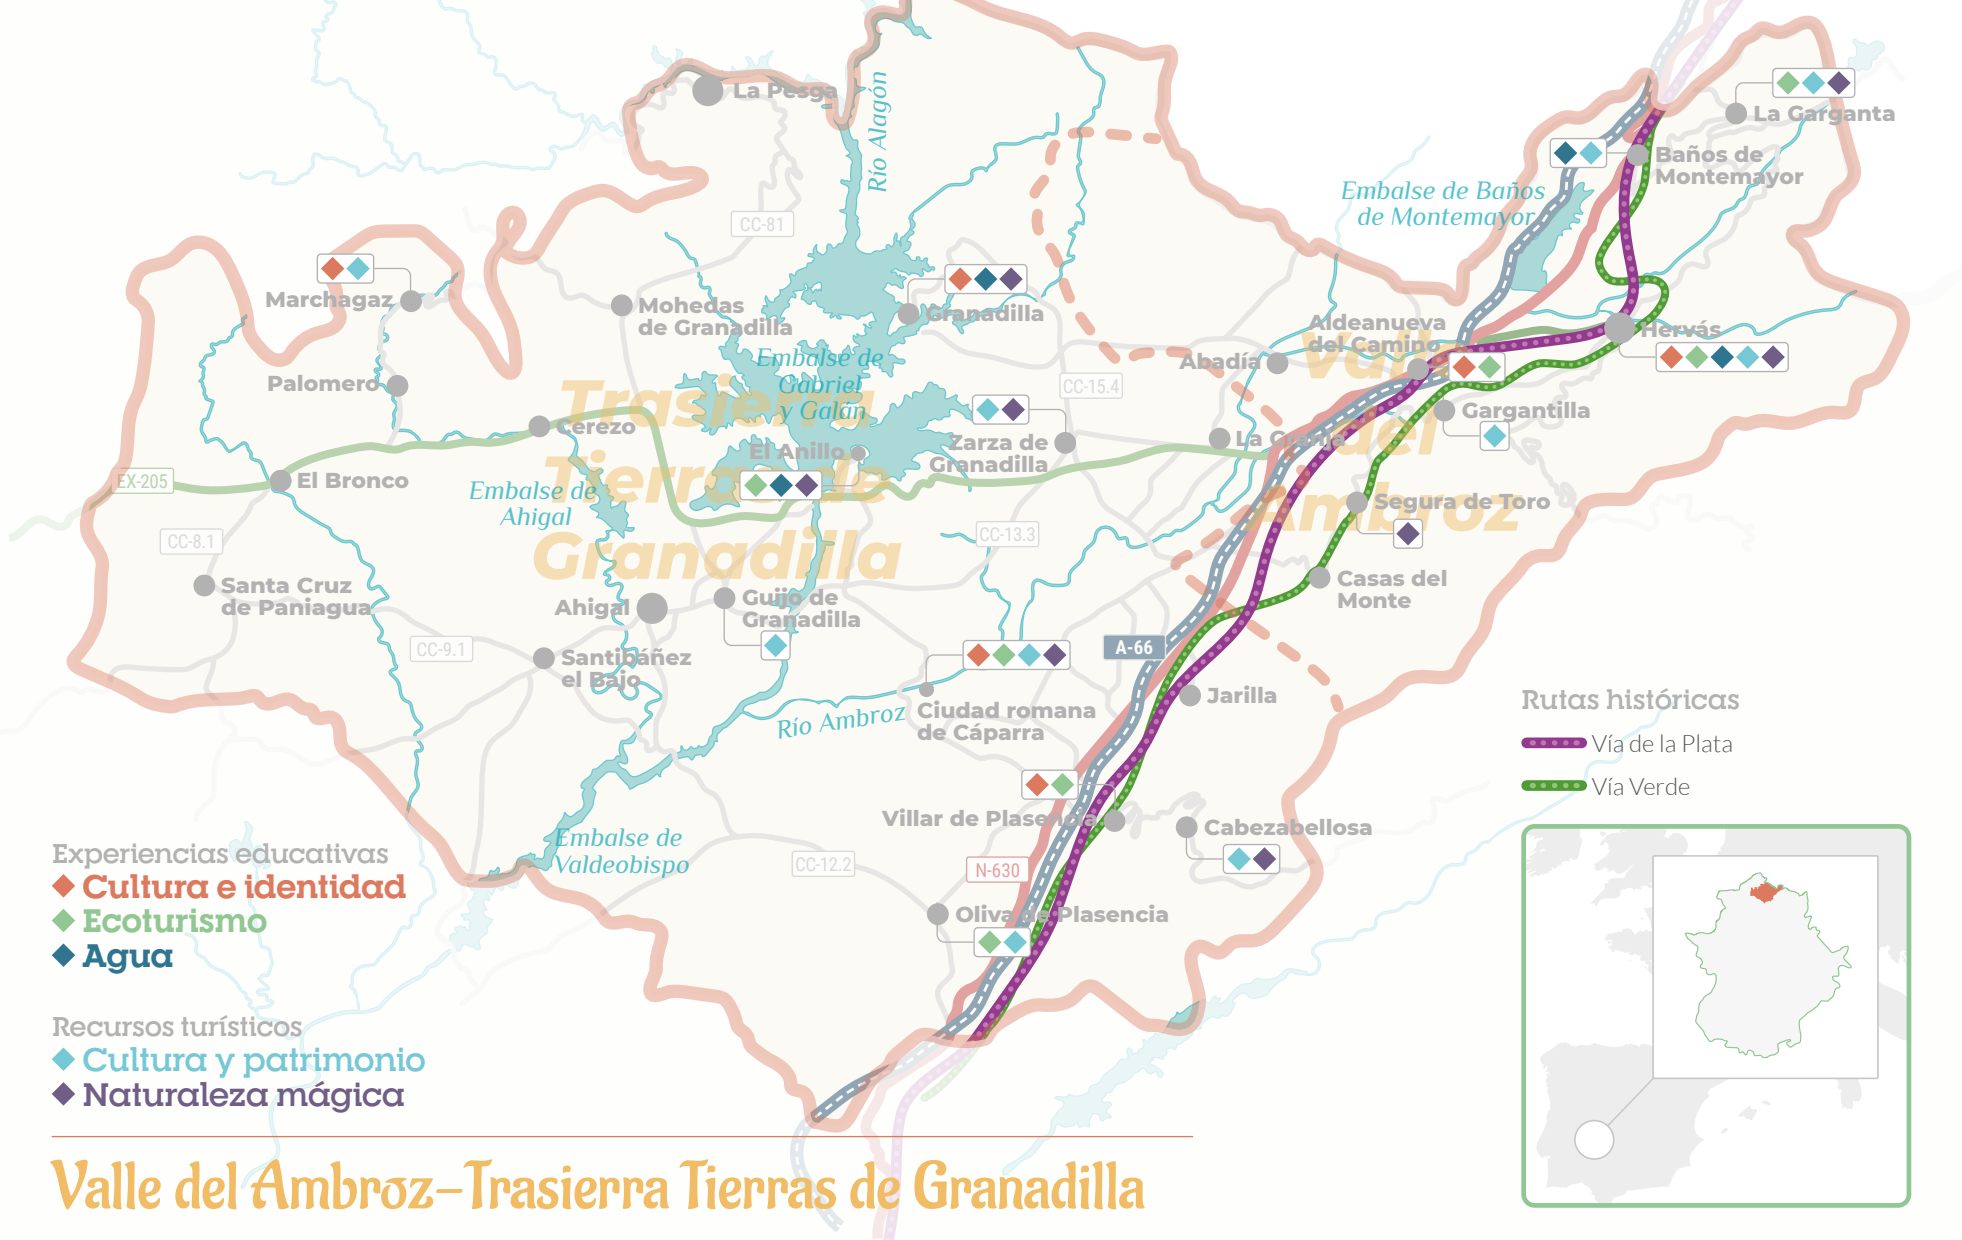 La Pesga
Río Alagón
La Garganta
Baños de
Montemayor
Embalse de Baños
de Montemayor
CC-81
Marchagaz
Mohedas
de Granadilla
Granadilla
Aldeanueva
del Camino
Hervás
Abadía
Palomero
Embalse de
Gabriel
y Galán
CC-15.4
Valle
del
Ambroz
Trasierra
Tierras de
Granadilla
Gargantilla
Cerezo
La Granja
Zarza de
Granadilla
El Anillo
EX-205
El Bronco
Embalse de
Ahigal
Segura de Toro
CC-8.1
CC-13.3
Santa Cruz
de Paniagua
Casas del
Monte
Ahigal
Guijo de
Granadilla
CC-9.1
A-66
Santibáñez
el Bajo
Jarilla
Río Ambroz
Ciudad romana
de Cáparra
Villar de Plasencia
Cabezabellosa
Embalse de
Valdeobispo
CC-12.2
N-630
Oliva de Plasencia
Rutas históricas
Vía de la Plata
Vía Verde
Experiencias educativas
Cultura e identidad
Ecoturismo
Agua
Recursos turísticos
Cultura y patrimonio
Naturaleza mágica
Valle del Ambroz–Trasierra Tierras de Granadilla